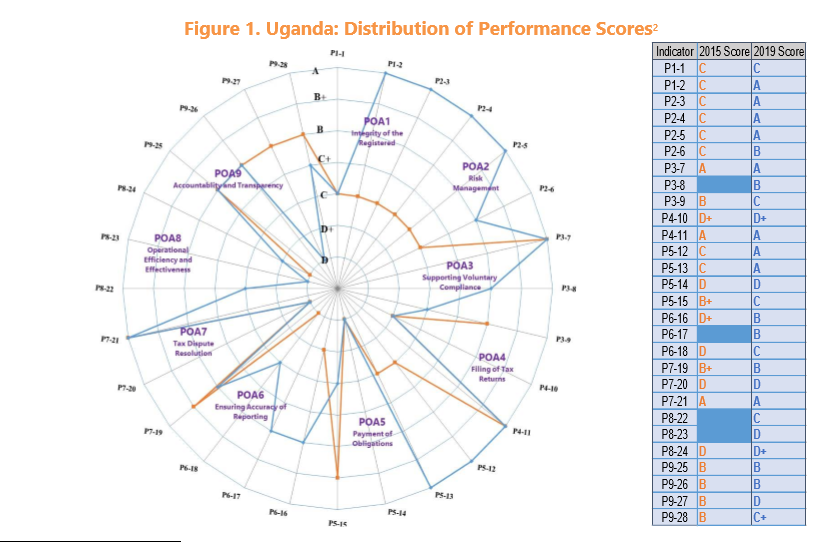 Figure 1. Uganda: Distribution of Performance Scores2
P1-1
P1-2
P2-3
P2-4
P2-5
P2-6
P3-7
P3-8
P3-9
P4-10
P4-11
P5-12
P5-13
P5-14
P5-15
P6-16
P6-17
P6-18
P7-19
P7-20
P7-21
P8-22
P8-23
P8-24
P9-25
P9-26
P9-27
P9-28
A
B+
B
C+
C
D+
D
POA1
Integrity of the
Registered
POA2
Risk
Management
POA3
Supporting Voluntary
Compliance
POA4
Filing of Tax
Returns
POA5
Payment of
Obligations
POA6
Ensuring Accuracy of
Reporting
POA7
Tax Dispute
Resolution
POA8
Operational
Efficiency and
Effectiveness
POA9
Accountablity and Transparency
Indicator 2015 Score 2019 Score
P1-1 C C
P1-2 C A
P2-3 C A
P2-4 C A
P2-5 C A
P2-6 C B
P3-7 A A
P3-8 B
P3-9 B C
P4-10 D+ D+
P4-11 A A
P5-12 C A
P5-13 C A
P5-14 D D
P5-15 B+ C
P6-16 D+ B
P6-17 B
P6-18 D C
P7-19 B+ B
P7-20 D D
P7-21 A A
P8-22 C
P8-23 D
P8-24 D D+
P9-25 B B
P9-26 B B
P9-27 B D
P9-28 B C+